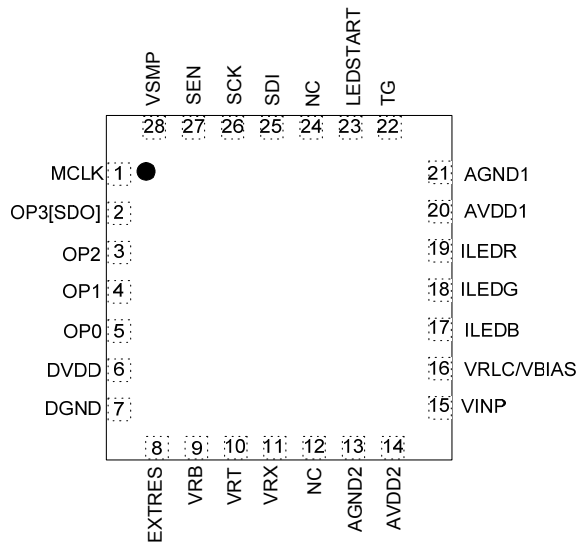 VSMP SEN SCK SDI NC LEDSTART TG
28 27 26 25 24 23 22
MCLK 1
OP3[SDO] 2
OP2 3
OP1 4
OP0 5
DVDD 6
DGND 7
21 AGND1
20 AVDD1
19 ILEDR
18 ILEDG
17 ILEDB
16 VRLC/VBIAS
15 VINP
8 9 10 11 12 13 14
EXTRES VRB VRT VRX NC AGND2 AVDD2